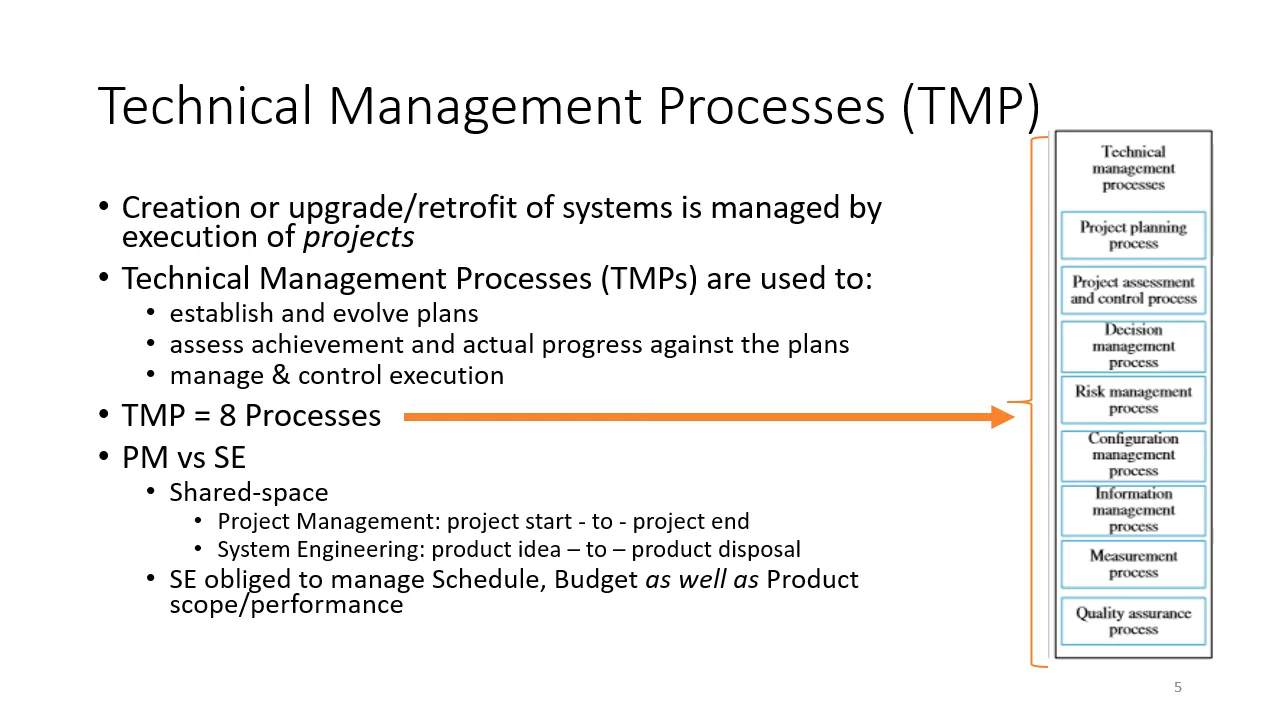 Technical Management Processes (TMP)
• Creation or upgrade/retrofit of systems is managed by
execution of projects
• Technical Management Processes (TMPs) are used to:
• establish and evolve plans
• assess achievement and actual progress against the plans
• manage & control execution
• TMP = 8 Processes
• PM vs SE
• Shared-space
• Project Management: project start - to - project end
• System Engineering: product idea – to – product disposal
• SE obliged to manage Schedule, Budget as well as Product
scope/performance
Technical
management
processes
Project planning
process
Project assessment
and control process
Decision
management
process
Risk management
process
Configuration
management
process
Information
management
process
Measurement
process
Quality assurance
process
5